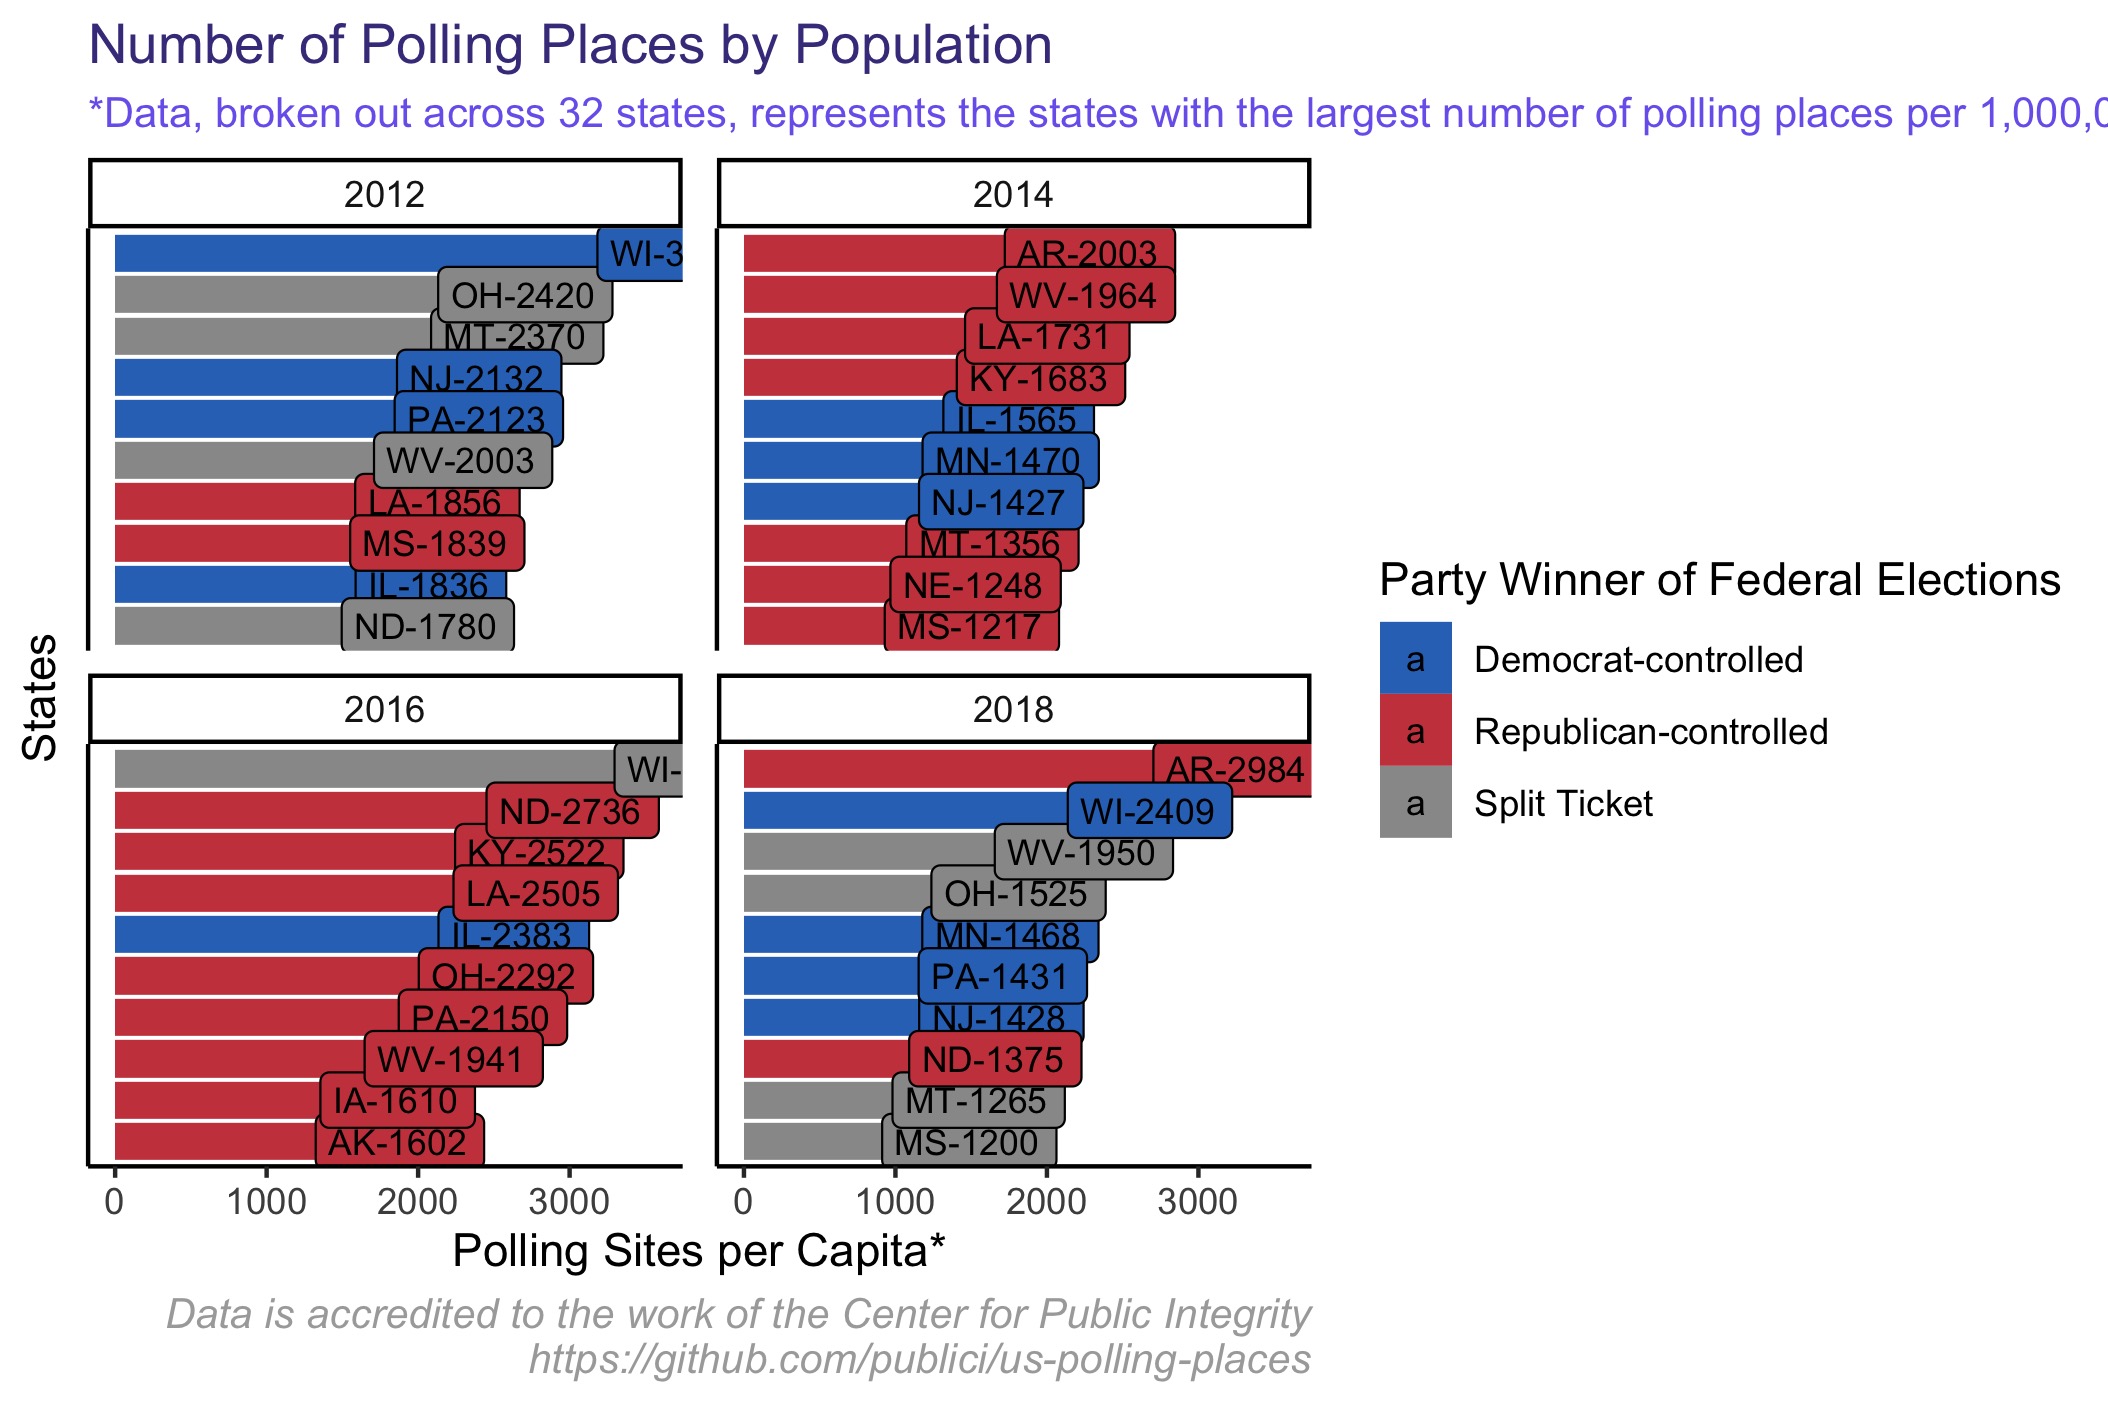 Number of Polling Places by Population
*Data, broken out across 32 states, represents the states with the largest number of polling places per 1,000,0
2012
WI-3
OH-2420
MT-2370
NJ-2132
PA-2123
WV-2003
LA-1856
MS-1839
IL-1836
ND-1780
2014
AR-2003
WV-1964
LA-1731
KY-1683
IL-1565
MN-1470
NJ-1427
MT-1356
NE-1248
MS-1217
States
2016
WI-
ND-2736
KY-2522
LA-2505
IL-2383
OH-2292
PA-2150
WV-1941
IA-1610
AK-1602
0 1000 2000 3000
2018
AR-2984
WI-2409
WV-1950
OH-1525
MN-1468
PA-1431
NJ-1428
ND-1375
MT-1265
MS-1200
0 1000 2000 3000
Polling Sites per Capita*
Party Winner of Federal Elections
a Democrat-controlled
a Republican-controlled
a Split Ticket
Data is accredited to the work of the Center for Public Integrity
https://github.com/publici/us-polling-places